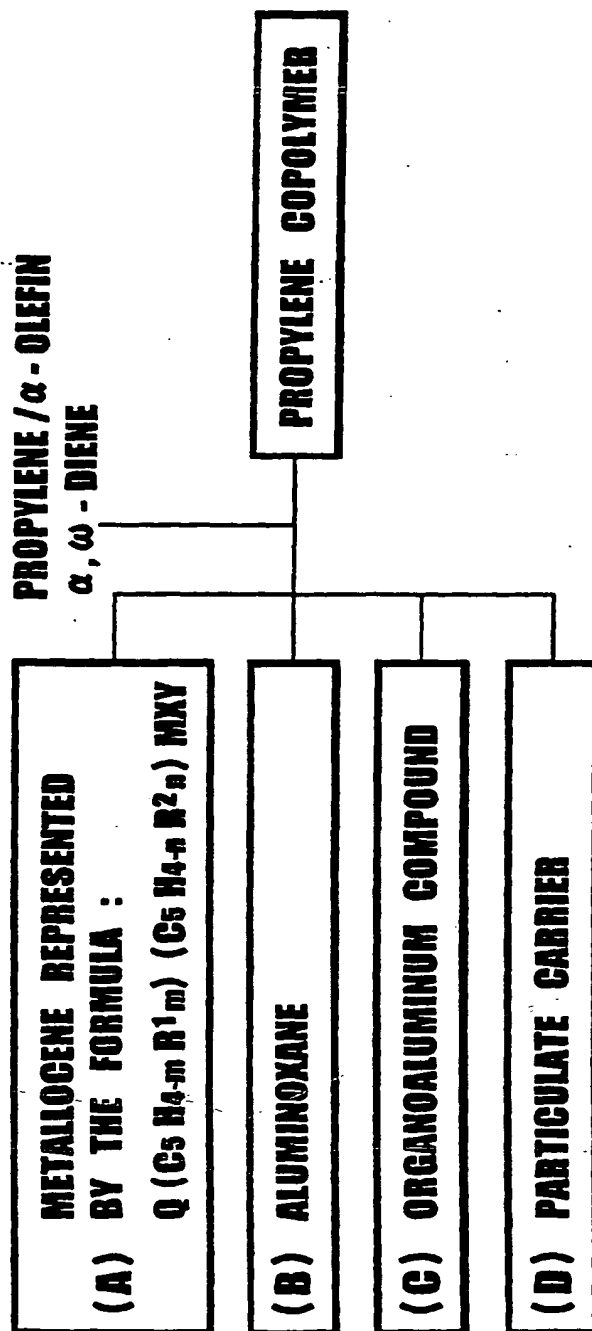 METALLOCENE REPRESENTED
(A) BY THE FORMULA :
Q (C5 H4-m R1m) (C5 H4-n R2n) MXY
(B) ALUMINOXANE
(C) ORGANOALUMINUM COMPOUND
(D) PARTICULATE CARRIER
PROPYLENE / α - OLEFIN
α, ω - DIENE
PROPYLENE COPOLYMER